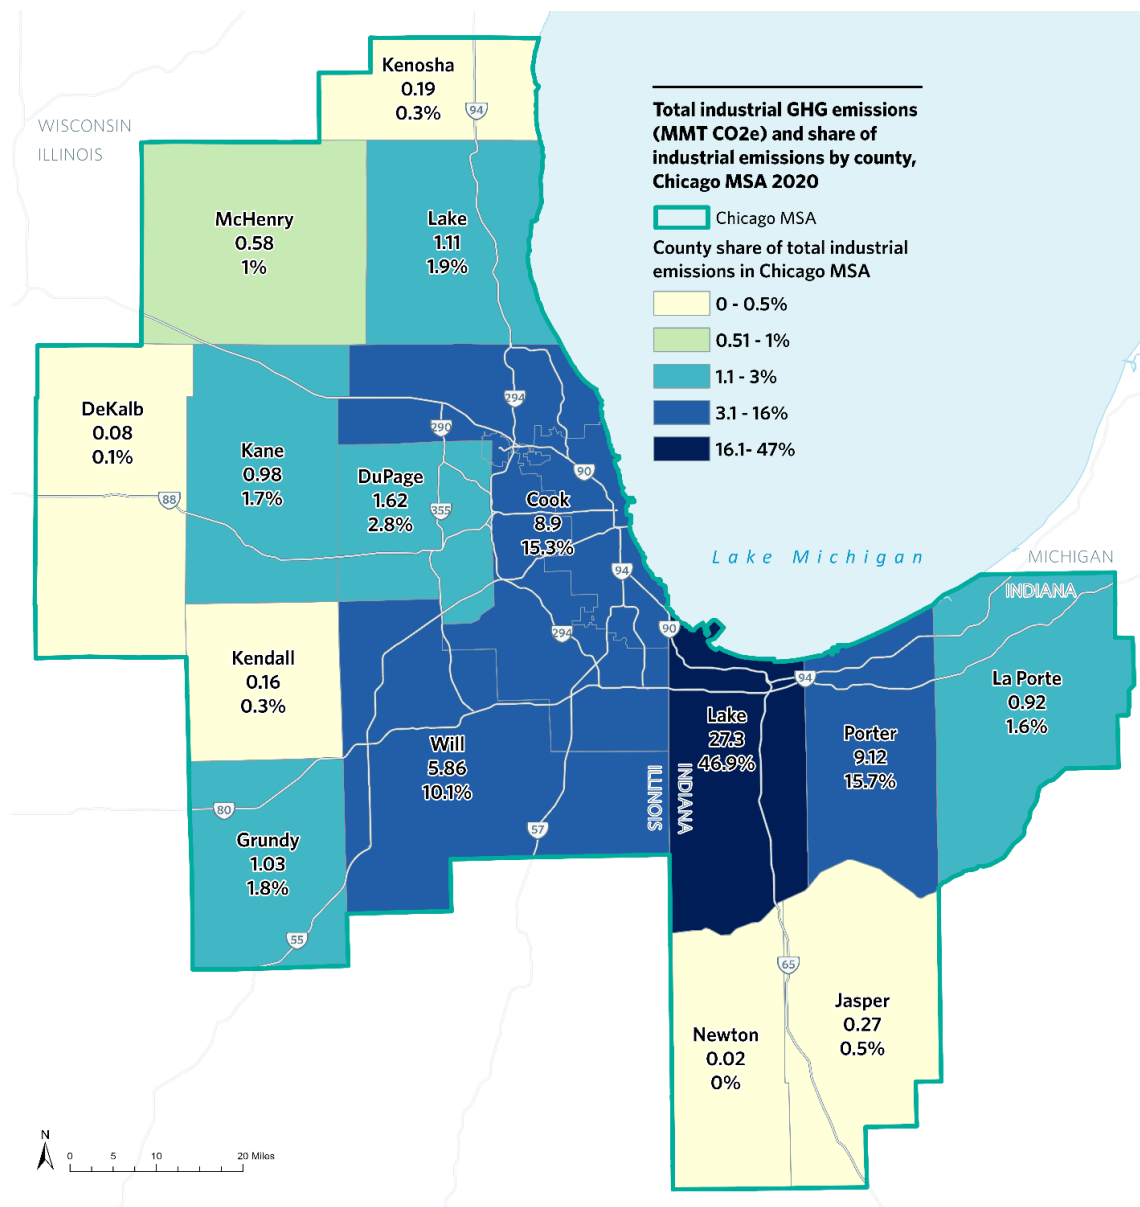 Kenosha
0.19
0.3%
94
WISCONSIN
ILLINOIS
Total industrial GHG emissions
(MMT CO2e) and share of
industrial emissions by county,
Chicago MSA 2020
Chicago MSA
County share of total industrial
emissions in Chicago MSA
0 - 0.5%
0.51 - 1%
1.1 - 3%
3.1 - 16%
16.1- 47%
McHenry
0.58
1%
Lake
1.11
1.9%
DeKalb
0.08
0.1%
88
Kane
0.98
1.7%
290
294
DuPage
1.62
2.8%
355
90
Cook
8.9
15.3%
94
294
90
Lake Michigan
MICHIGAN
INDIANA
Kendall
0.16
0.3%
Will
5.86
10.1%
ILLINOIS
INDIANA
Lake
27.3
46.9%
94
Porter
9.12
15.7%
La Porte
0.92
1.6%
80
Grundy
1.03
1.8%
55
57
65
Newton
0.02
0%
Jasper
0.27
0.5%
N
0 5 10 20 Miles